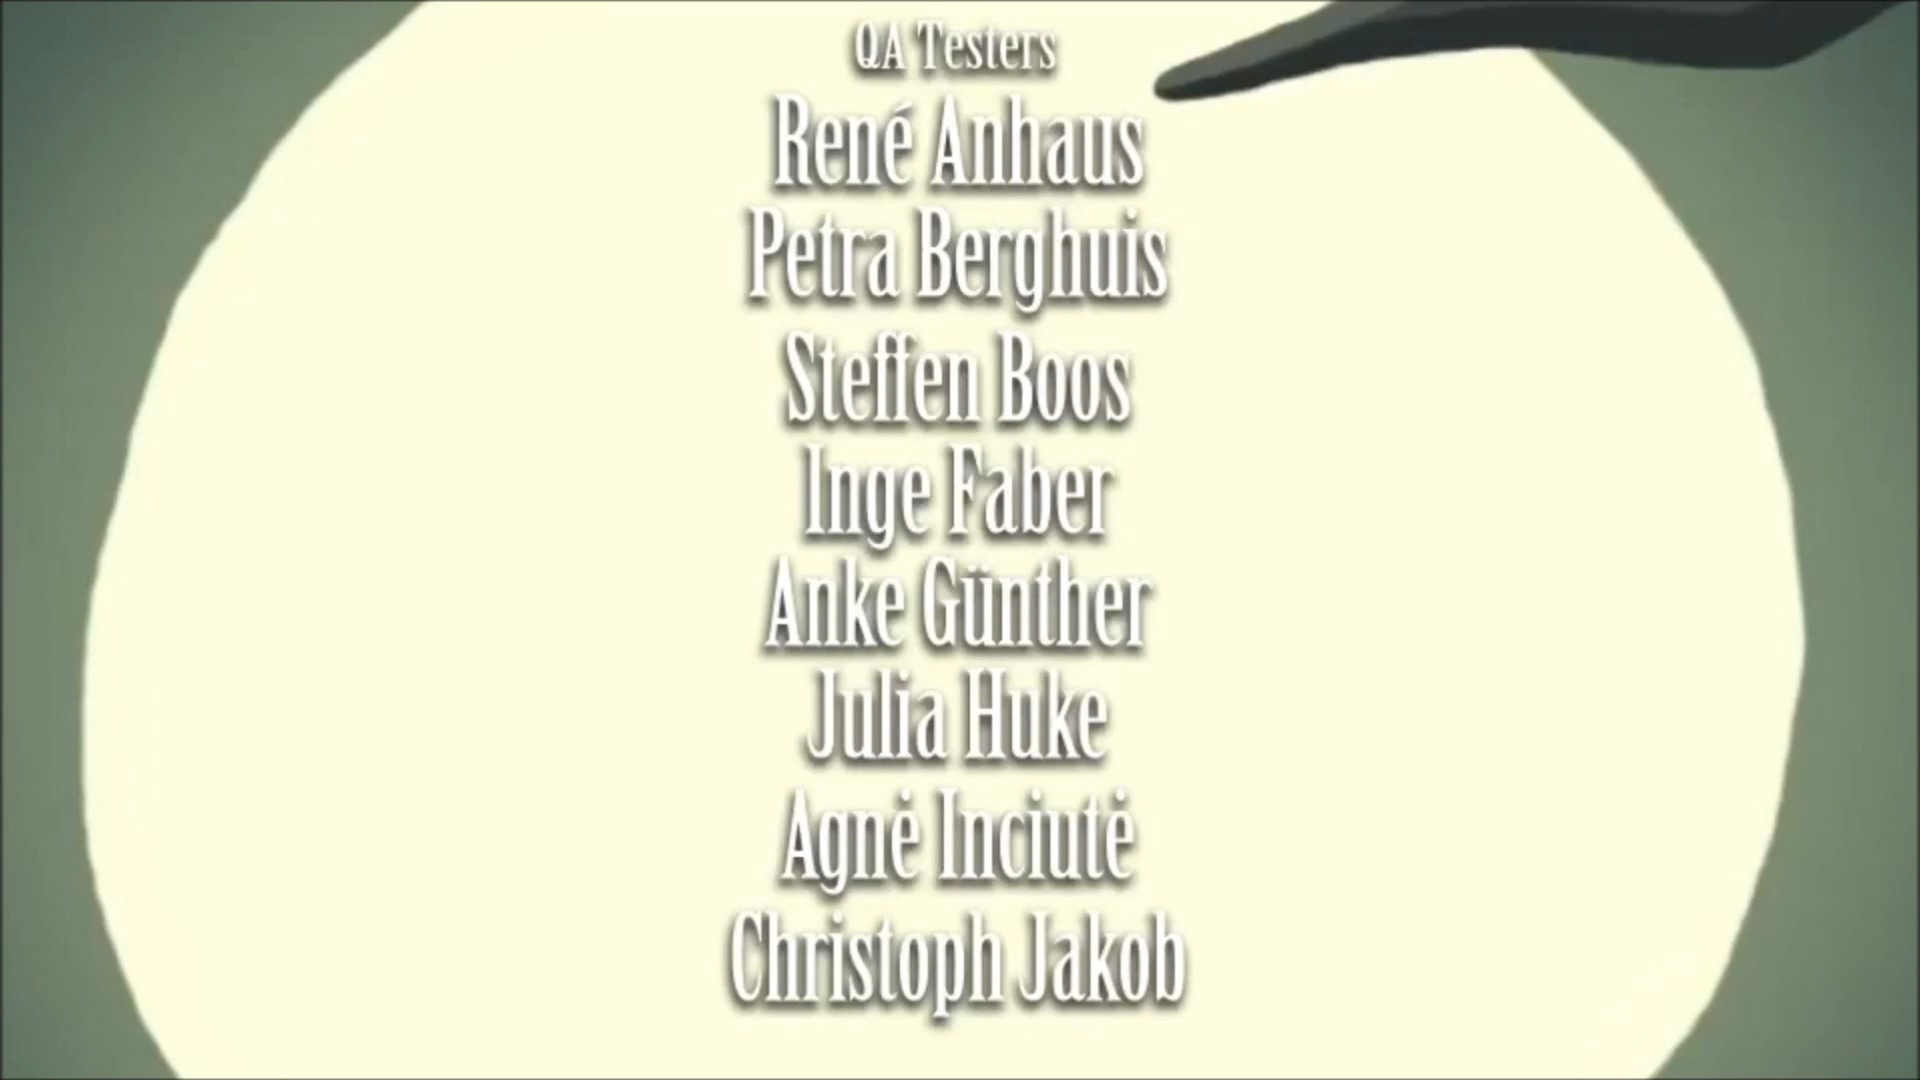 QA Testers
René Anhaus
Petra Berghuis
Steffen Boos
Inge Faber
Anke Günther
Julia Huke
Agnė Inciutė
Christoph Jakob